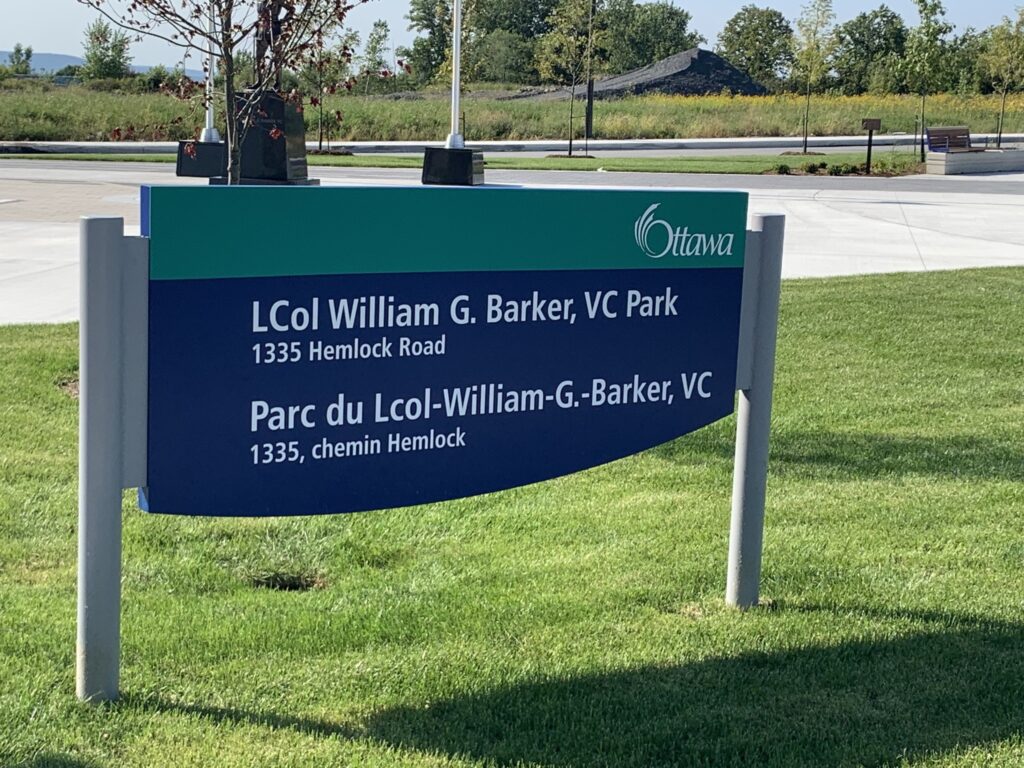 Ottawa
LCol William G. Barker, VC Park
1335 Hemlock Road
Parc du Lcol-William-G.-Barker, VC
1335, chemin Hemlock